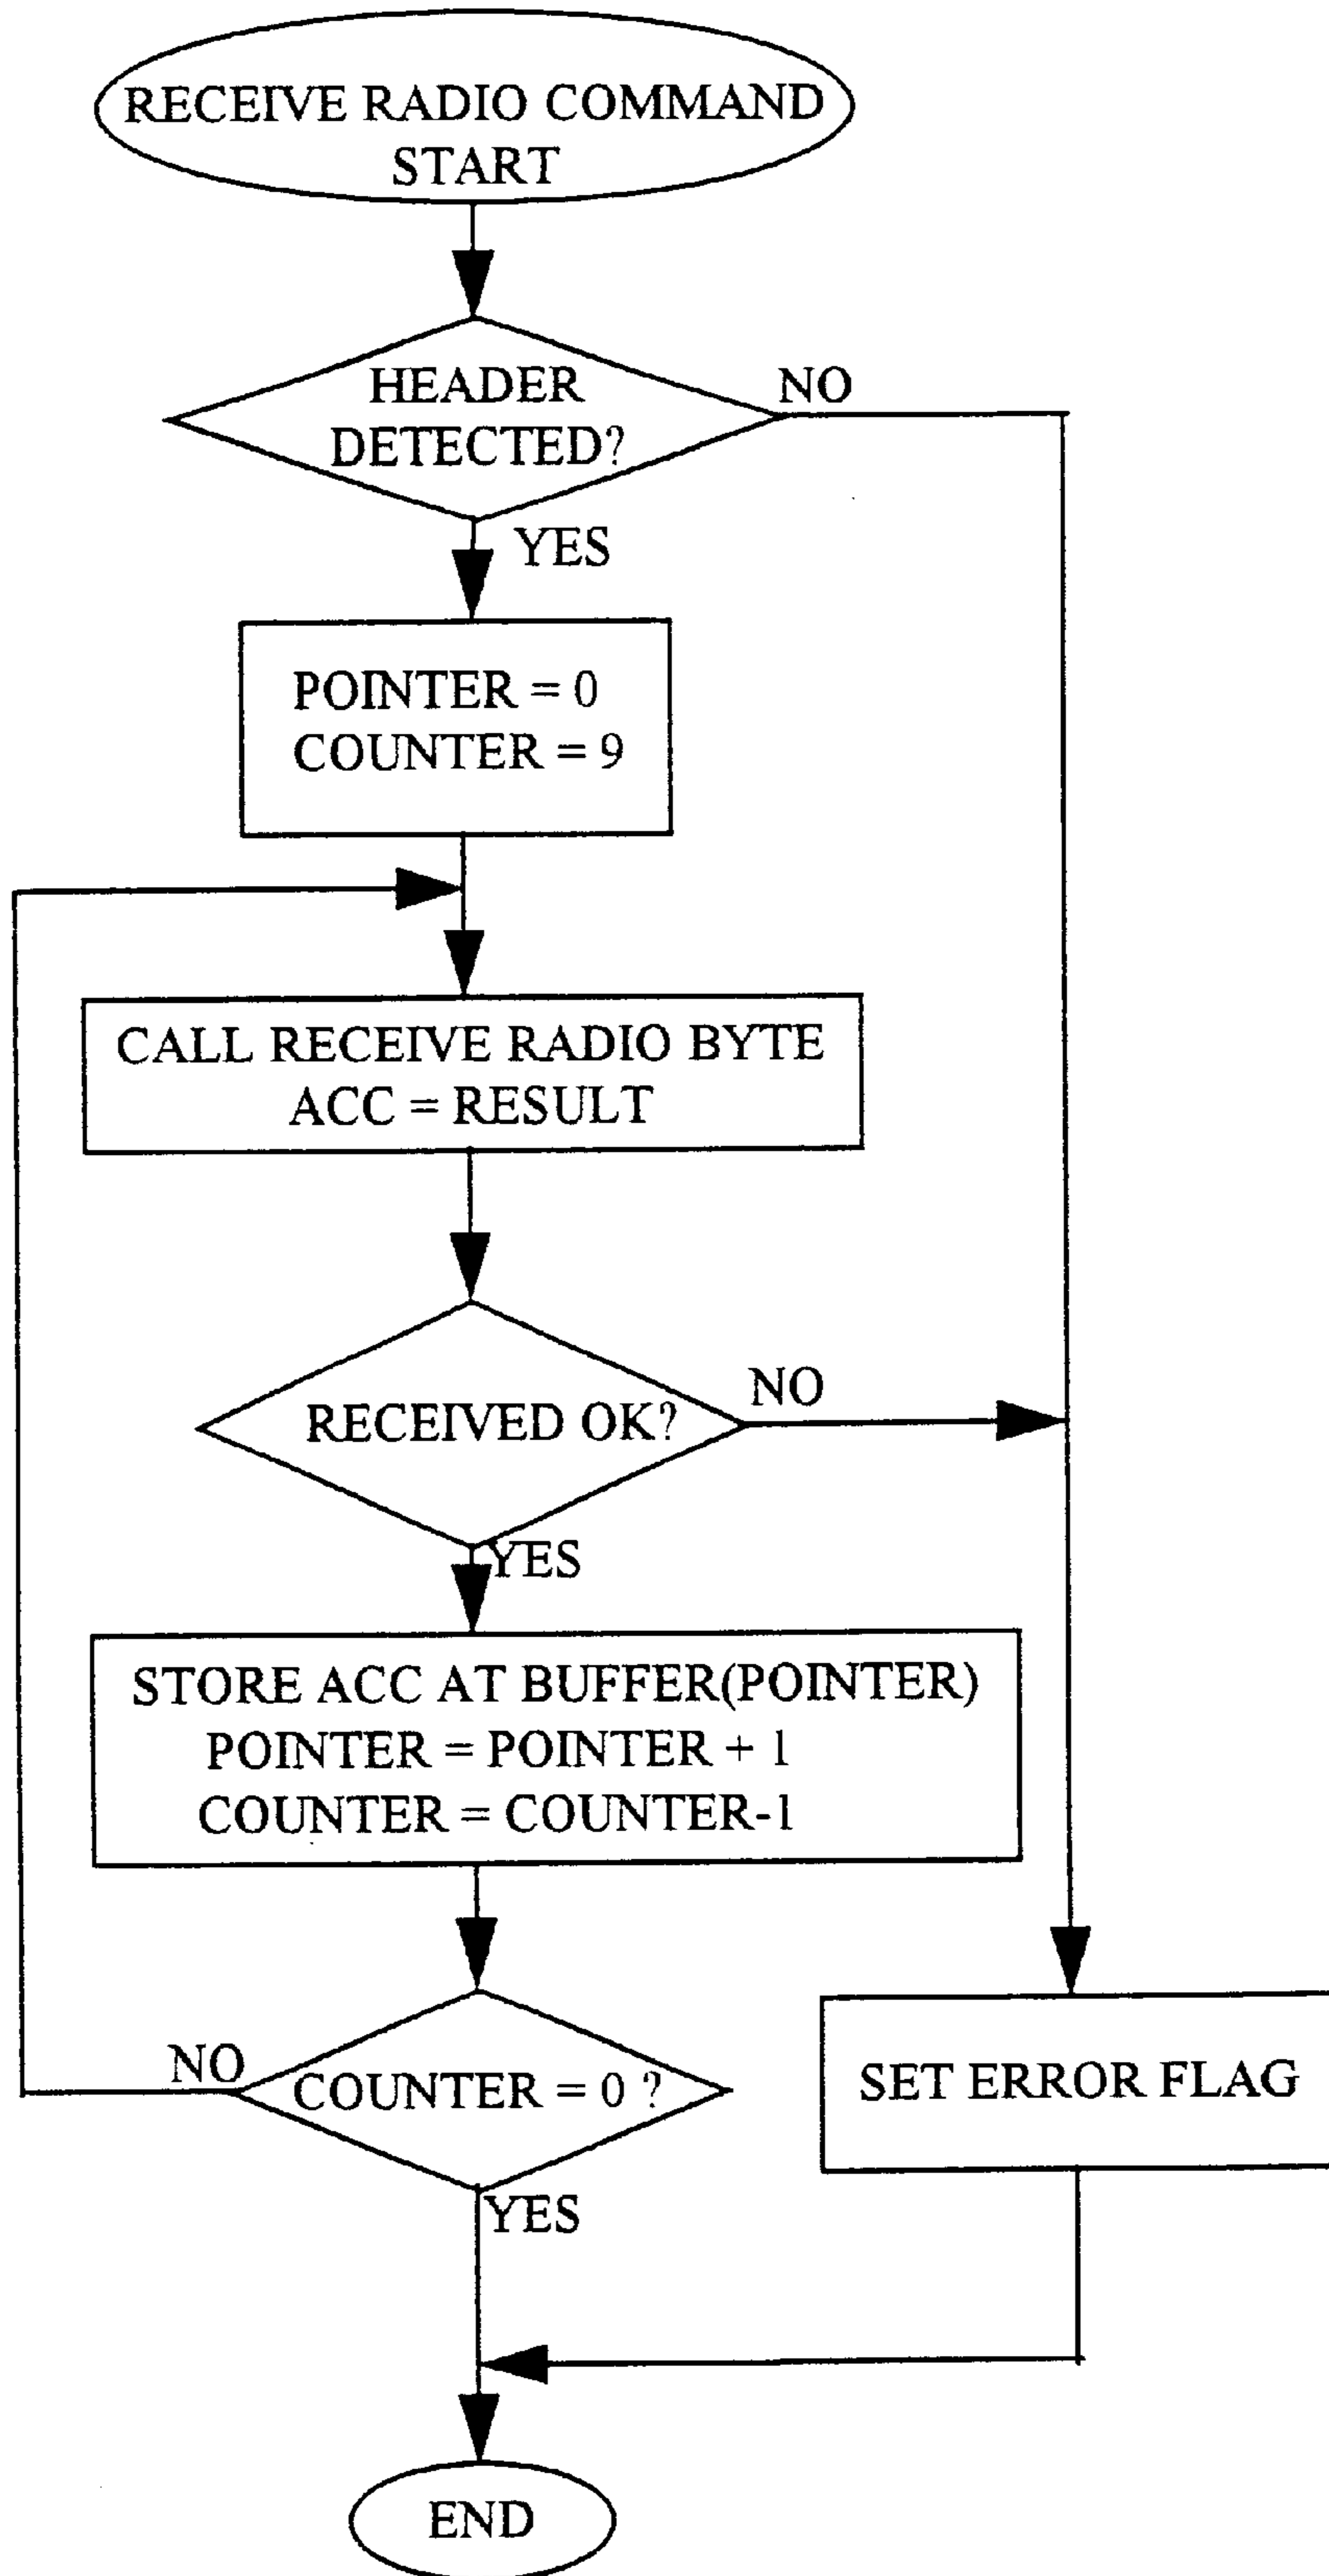 RECEIVE RADIO COMMAND
START
HEADER
DETECTED?
NO
YES
POINTER = 0
COUNTER = 9
CALL RECEIVE RADIO BYTE
ACC = RESULT
RECEIVED OK?
NO
YES
STORE ACC AT BUFFER(POINTER)
POINTER = POINTER + 1
COUNTER = COUNTER-1
NO
COUNTER = 0 ?
YES
SET ERROR FLAG
END